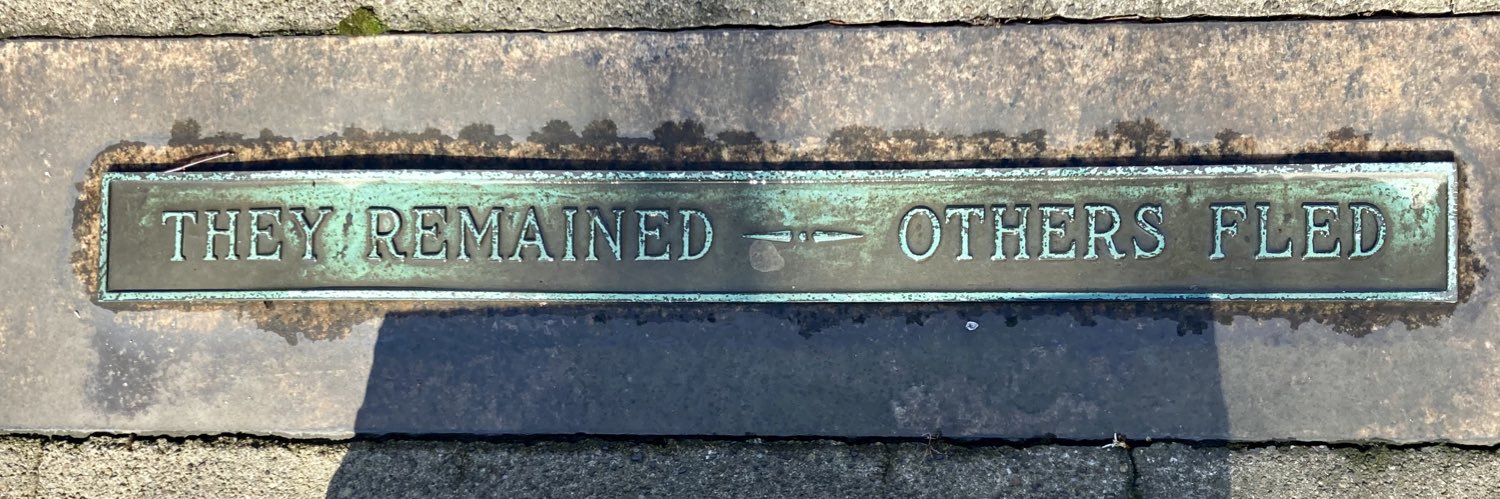 THEY REMAINED – OTHERS FLED